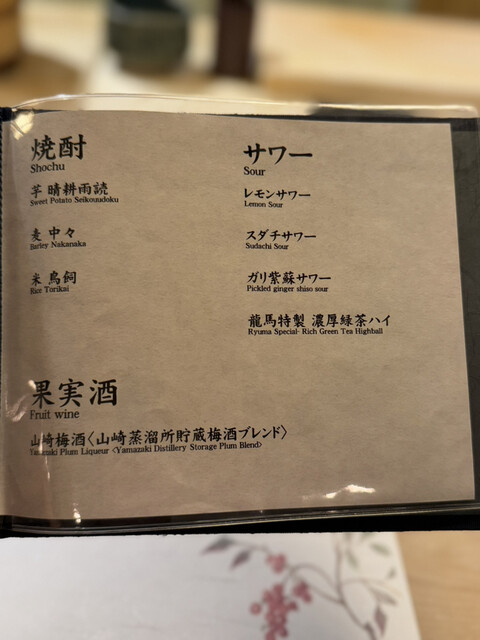 焼酎
Shochu
芋 晴耕雨読
Sweet Potato Seikouudoku
麦 中々
Barley Nakanaka
米 鳥飼
Rice Torikai
サワー
Sour
レモンサワー
Lemon Sour
スダチサワー
Sudachi Sour
ガリ紫蘇サワー
Pickled ginger shiso sour
龍馬特製 濃厚緑茶ハイ
Ryuma Special- Rich Green Tea Highball
果実酒
Fruit wine
山崎梅酒〈山崎蒸溜所貯蔵梅酒ブレンド〉
Yamazaki Plum Liqueur <Yamazaki Distillery Storage Plum Blend>